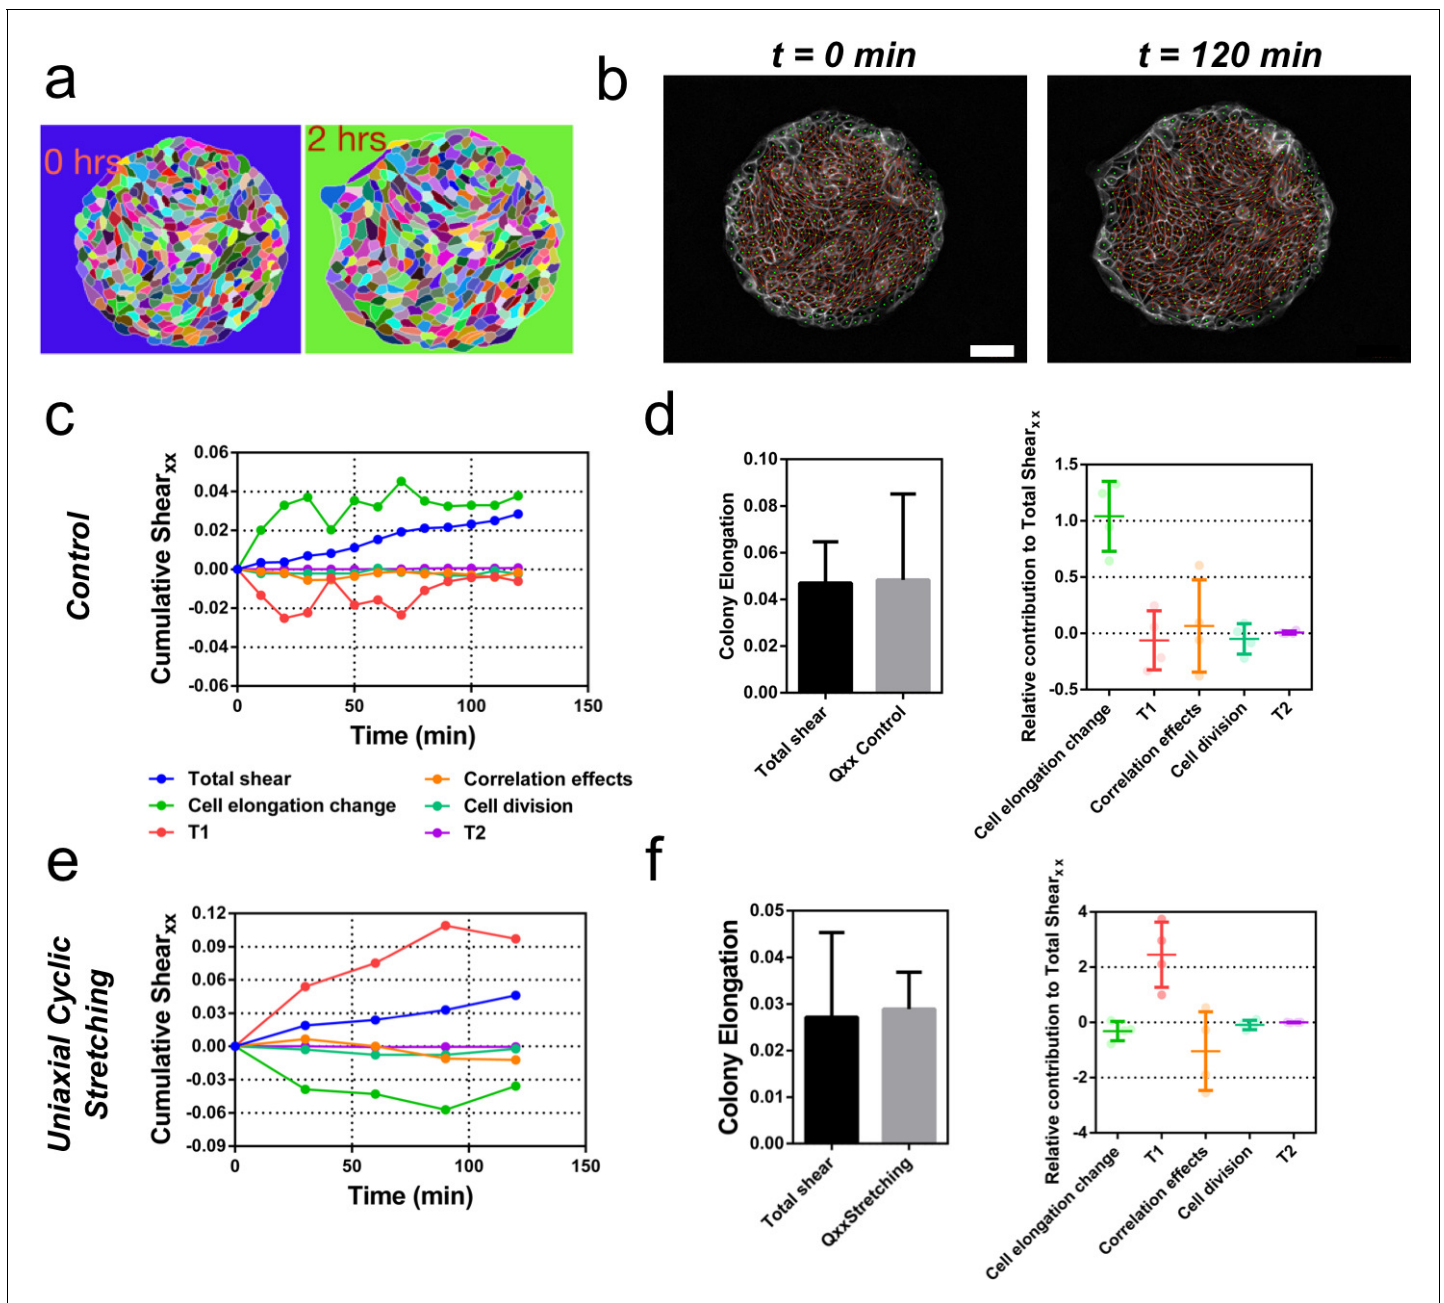 a
0 hrs
2 hrs
b
t = 0 min
t = 120 min
c
Control
Cumulative Shearxx
0.06
0.04
0.02
0.00
-0.02
-0.04
-0.06
0
50
100
150
Time (min)
Total shear
Cell elongation change
T1
Correlation effects
Cell division
T2
d
Colony Elongation
0.10
0.08
0.06
0.04
0.02
0.00
Total shear
Qxx Control
Relative contribution to Total Shearxx
1.5
1.0
0.5
0.0
-0.5
Cell elongation change
T1
Correlation effects
Cell division
T2
e
Uniaxial Cyclic
Stretching
Cumulative Shearxx
0.12
0.09
0.06
0.03
0.00
-0.03
-0.06
-0.09
0
50
100
150
Time (min)
f
Colony Elongation
0.05
0.04
0.03
0.02
0.01
0.00
Total shear
QxxStretching
Relative contribution to Total Shearxx
4
2
0
-2
-4
Cell elongation change
T1
Correlation effects
Cell division
T2